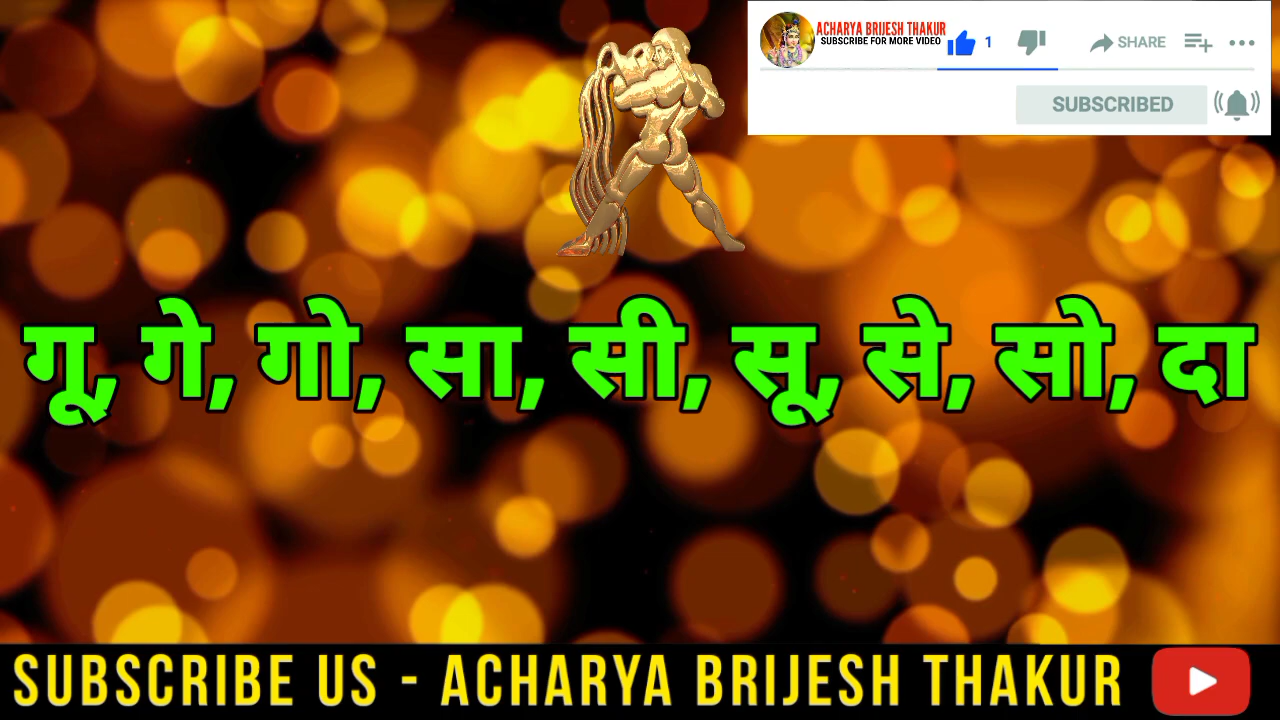 ACHARYA BRIJESH THAKUR
SUBSCRIBE FOR MORE VIDEO
1
SHARE
SUBSCRIBED
गू, गे, गो, सा, सी, सू, से, सो, दा
SUBSCRIBE US - ACHARYA BRIJESH THAKUR